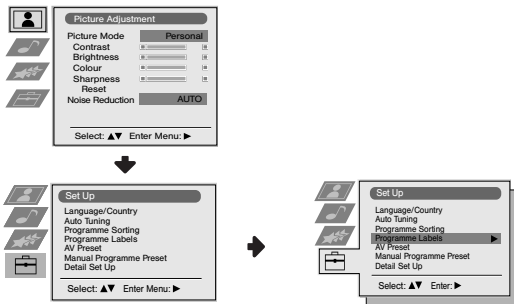 Picture Adjustment
Picture Mode Personal
Contrast
Brightness
Colour
Sharpness
Reset
Noise Reduction AUTO
Select: ▲▼ Enter Menu: ▶
Set Up
Language/Country
Auto Tuning
Programme Sorting
Programme Labels
AV Preset
Manual Programme Preset
Detail Set Up
Select: ▲▼ Enter Menu: ▶
Set Up
Language/Country
Auto Tuning
Programme Sorting
Programme Labels ▶
AV Preset
Manual Programme Preset
Detail Set Up
Select: ▲▼ Enter: ▶